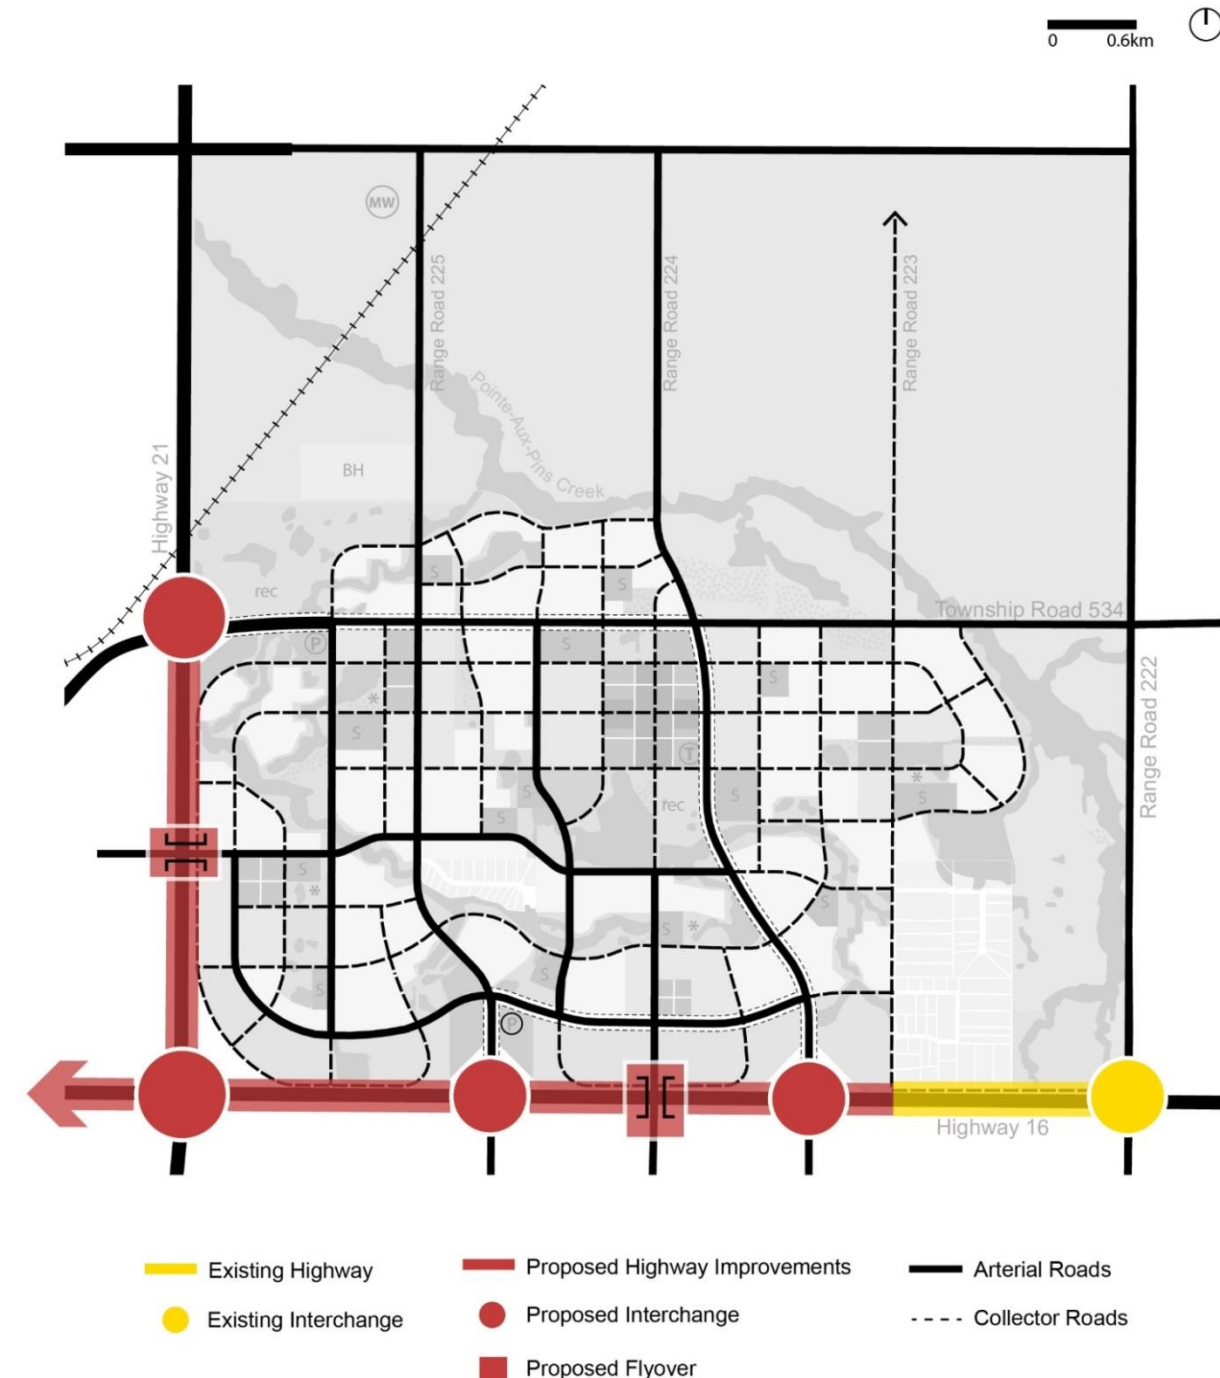 0 0.6km
MW
Range Road 225
Range Road 224
Range Road 223
Pointe-Aux-Pins Creek
Highway 21
BH
S
S
rec
Township Road 534
P
S
S
*
S
T
Range Road 222
*
S
S
rec
S
S
S
*
S
S
*
S
S
P
Highway 16
Existing Highway
Proposed Highway Improvements
Arterial Roads
Existing Interchange
Proposed Interchange
Collector Roads
Proposed Flyover